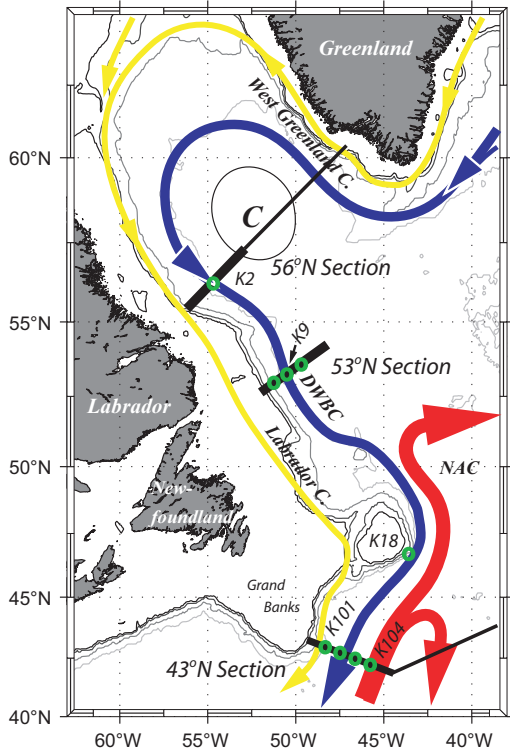 Greenland
West Greenland C.
60°N
C
56°N Section
K2
55°N
K9
53°N Section
DWBC
Labrador
Labrador C.
50°N
NAC
New-
foundland
K18
Grand
Banks
45°N
K101
K104
43°N Section
40°N
60°W
55°W
50°W
45°W
40°W